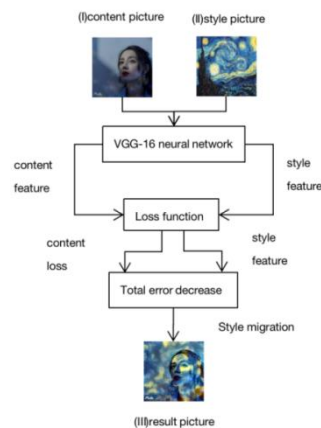 (I)content picture
(II)style picture
VGG-16 neural network
content
feature
style
feature
Loss function
content
loss
style
feature
Total error decrease
Style migration
(III)result picture